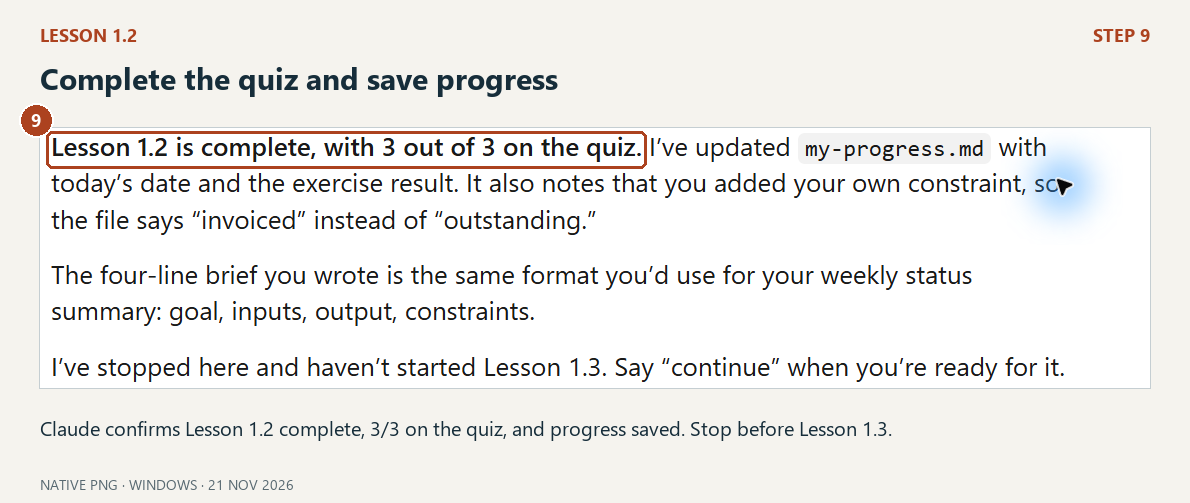 LESSON 1.2
STEP 9
Complete the quiz and save progress
9
Lesson 1.2 is complete, with 3 out of 3 on the quiz. I’ve updated my-progress.md with
today’s date and the exercise result. It also notes that you added your own constraint, so
the file says “invoiced” instead of “outstanding.”
The four-line brief you wrote is the same format you’d use for your weekly status
summary: goal, inputs, output, constraints.
I’ve stopped here and haven’t started Lesson 1.3. Say “continue” when you’re ready for it.
Claude confirms Lesson 1.2 complete, 3/3 on the quiz, and progress saved. Stop before Lesson 1.3.
NATIVE PNG · WINDOWS · 21 NOV 2026